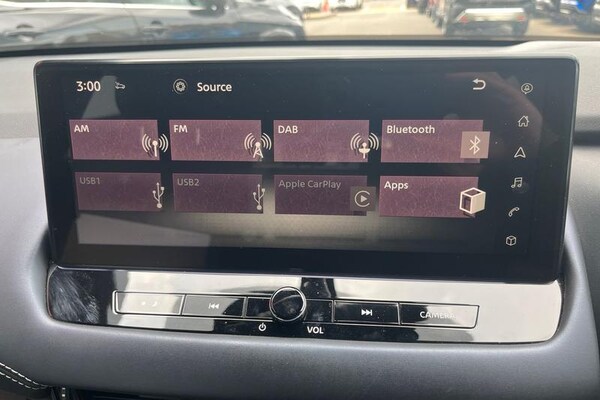 3:00 Source
AM FM DAB Bluetooth
USB1 USB2 Apple CarPlay Apps
VOL
CAMERA